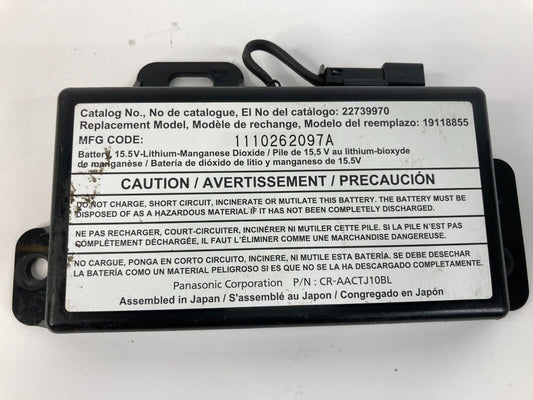 Catalog No., No de catalogue, El No del catálogo: 22739970
Replacement Model, Modèle de rechange, Modelo del reemplazo: 19118855
MFG CODE: 1110262097A
Battery, 15.5V-Lithium-Manganese Dioxide / Pile de 15,5 V au lithium-bioxyde
de manganèse / Batería de dióxido de litio y manganeso de 15.5V
CAUTION / AVERTISSEMENT / PRECAUCIÓN
DO NOT CHARGE, SHORT CIRCUIT, INCINERATE OR MUTILATE THIS BATTERY. THE BATTERY MUST BE
DISPOSED OF AS A HAZARDOUS MATERIAL IF IT HAS NOT BEEN COMPLETELY DISCHARGED.
NE PAS RECHARGER, COURT-CIRCUITER, INCINÉRER NI MUTILER CETTE PILE. SI LA PILE N'EST PAS
COMPLÈTEMENT DÉCHARGÉE, IL FAUT L'ÉLIMINER COMME UNE MARCHANDISE DANGEREUSE.
NO CARGUE, PONGA EN CORTO CIRCUITO, INCINERE, NI MUTILE ESTA BATERÍA. SE DEBE DESECHAR
LA BATERÍA COMO UN MATERIAL PELIGROSO SI ES QUE NO SE LA HA DESCARGADO COMPLETAMENTE.
Panasonic Corporation P/N : CR-AACTJ10BL
Assembled in Japan / S'assemblé au Japon / Congregado en Japón